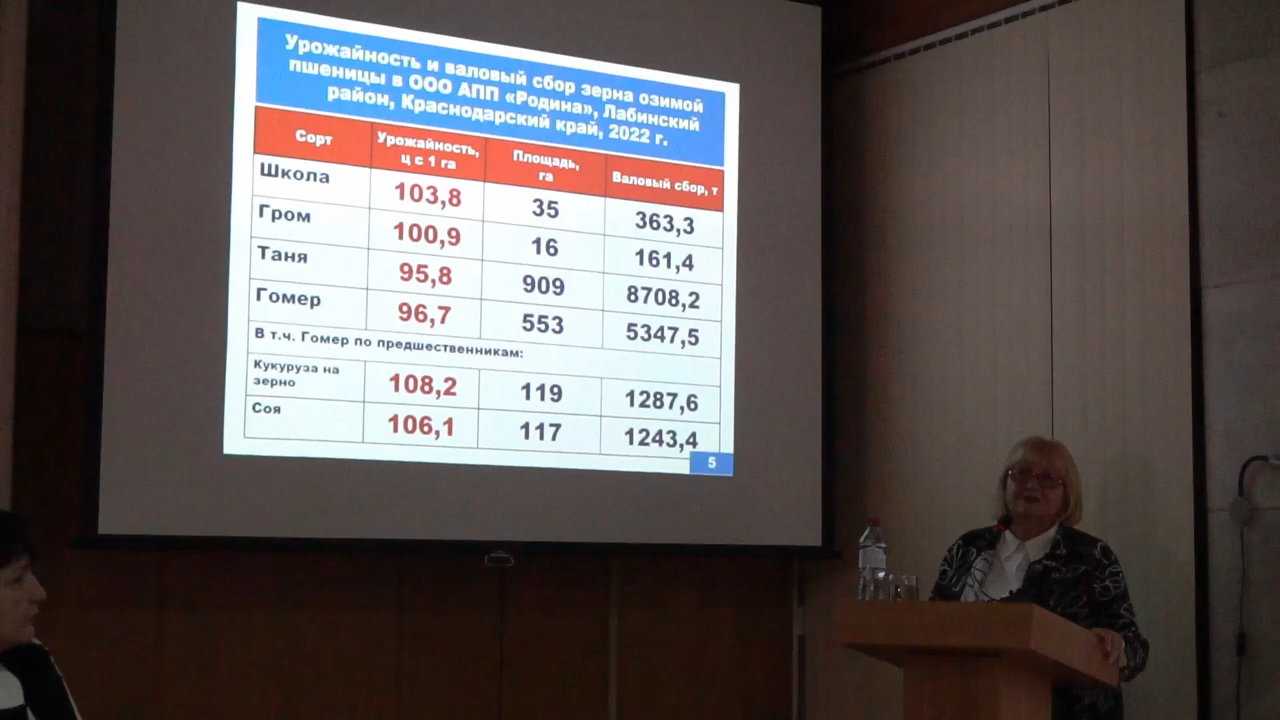 Урожайность и валовый сбор зерна озимой
пшеницы в ООО АПП «Родина», Лабинский
район, Краснодарский край, 2022 г.
Сорт Урожайность, ц с 1 га Площадь, га Валовый сбор, т
Школа 103,8 35 363,3
Гром 100,9 16 161,4
Таня 95,8 909 8708,2
Гомер 96,7 553 5347,5
В т.ч. Гомер по предшественникам:
Кукуруза на зерно 108,2 119 1287,6
Соя 106,1 117 1243,4
5